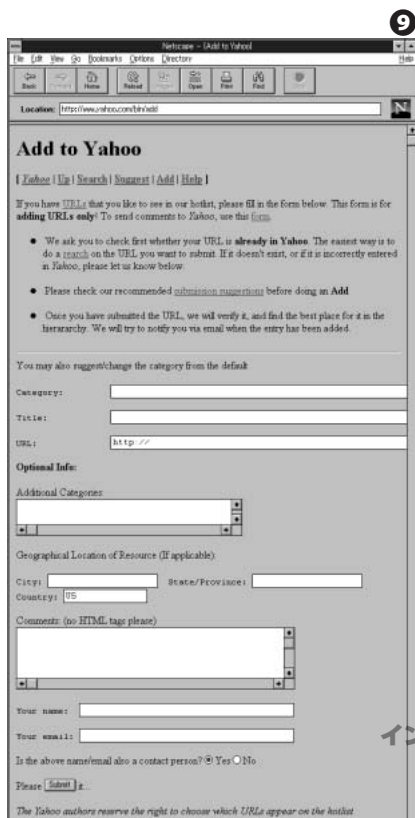 9
Netscape - [Add to Yahoo]
File Edit View Go Bookmarks Options Directory Help
Back Forward Home Reload Open Print Find
Location: http://www.yahoo.com/bin/add
N
Add to Yahoo
[ Yahoo | Up | Search | Suggest | Add | Help ]
If you have URLs that you like to see in our hotlist, please fill in the form below. This form is for
adding URLs only! To send comments to Yahoo, use this form.
• We ask you to check first whether your URL is already in Yahoo. The easiest way is to
do a search on the URL you want to submit. If it doesn't exist, or if it is incorrectly entered
in Yahoo, please let us know below.
• Please check our recommended submission suggestions before doing an Add
• Once you have submitted the URL, we will verify it, and find the best place for it in the
hierararchy. We will try to notify you via email when the entry has been added.
You may also suggest/change the category from the default
Category:
Title:
URL: http://
Optional Info:
Additional Categories:
Geographical Location of Resource (If applicable):
City: State/Province:
Country: US
Comments: (no HTML tags please)
Your name:
Your email:
イン
Is the above name/email also a contact person? Yes No
Please Submit it...
The Yahoo authors reserve the right to choose which URLs appear on the hotlist